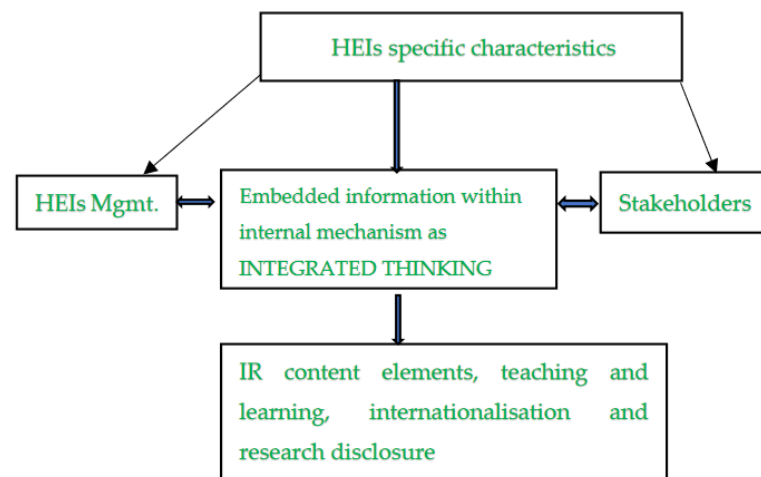 HEIs specific characteristics
HEIs Mgmt.
Embedded information within
internal mechanism as
INTEGRATED THINKING
Stakeholders
IR content elements, teaching and
learning, internationalisation and
research disclosure